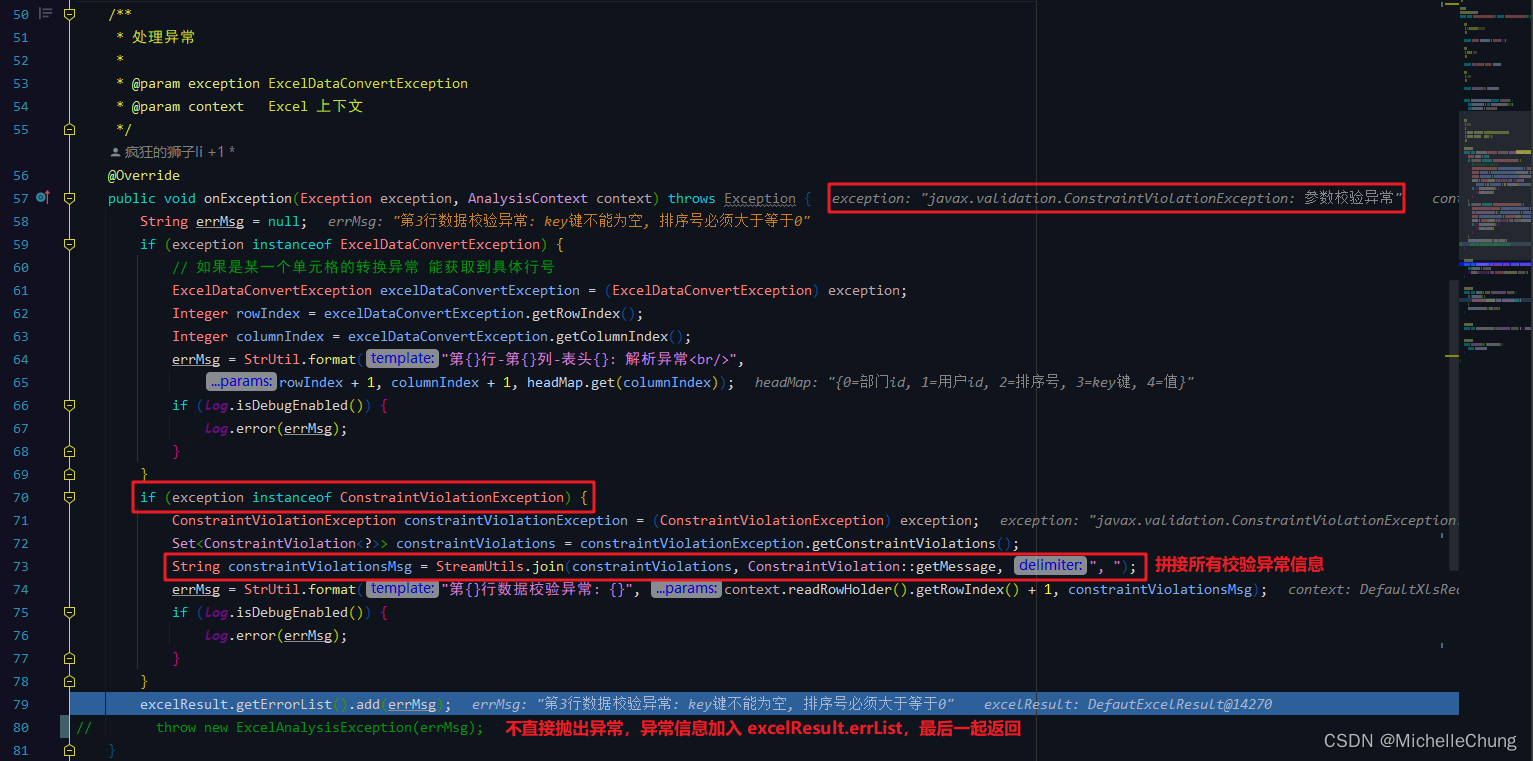 50 /**
51 * 处理异常
52 *
53 * @param exception ExcelDataConvertException
54 * @param context Excel 上下文
55 */
疯狂的狮子li +1 *
56 @Override
57 public void onException(Exception exception, AnalysisContext context) throws Exception { exception: "javax.validation.ConstraintViolationException: 参数校验异常" cont
58 String errMsg = null; errMsg: "第3行数据校验异常: key键不能为空, 排序号必须大于等于0"
59 if (exception instanceof ExcelDataConvertException) {
60 // 如果是某一个单元格的转换异常 能获取到具体行号
61 ExcelDataConvertException excelDataConvertException = (ExcelDataConvertException) exception;
62 Integer rowIndex = excelDataConvertException.getRowIndex();
63 Integer columnIndex = excelDataConvertException.getColumnIndex();
64 errMsg = StrUtil.format( template: "第{}行-第{}列-表头{}: 解析异常<br/>",
65 ...params: rowIndex + 1, columnIndex + 1, headMap.get(columnIndex)); headMap: "{0=部门id, 1=用户id, 2=排序号, 3=key键, 4=值}"
66 if (log.isDebugEnabled()) {
67 log.error(errMsg);
68 }
69 }
70 if (exception instanceof ConstraintViolationException) {
71 ConstraintViolationException constraintViolationException = (ConstraintViolationException) exception; exception: "javax.validation.ConstraintViolationException:
72 Set<ConstraintViolation<?>> constraintViolations = constraintViolationException.getConstraintViolations();
73 String constraintViolationsMsg = StreamUtils.join(constraintViolations, ConstraintViolation::getMessage, delimiter: ", "); 拼接所有校验异常信息
74 errMsg = StrUtil.format( template: "第{}行数据校验异常: {}", ...params: context.readRowHolder().getRowIndex() + 1, constraintViolationsMsg); context: DefaultXlsRea
75 if (log.isDebugEnabled()) {
76 log.error(errMsg);
77 }
78 }
79 excelResult.getErrorList().add(errMsg); errMsg: "第3行数据校验异常: key键不能为空, 排序号必须大于等于0" excelResult: DefautExcelResult@14270
80 // throw new ExcelAnalysisException(errMsg); 不直接抛出异常，异常信息加入 excelResult.errList，最后一起返回
81 }
CSDN @MichelleChung